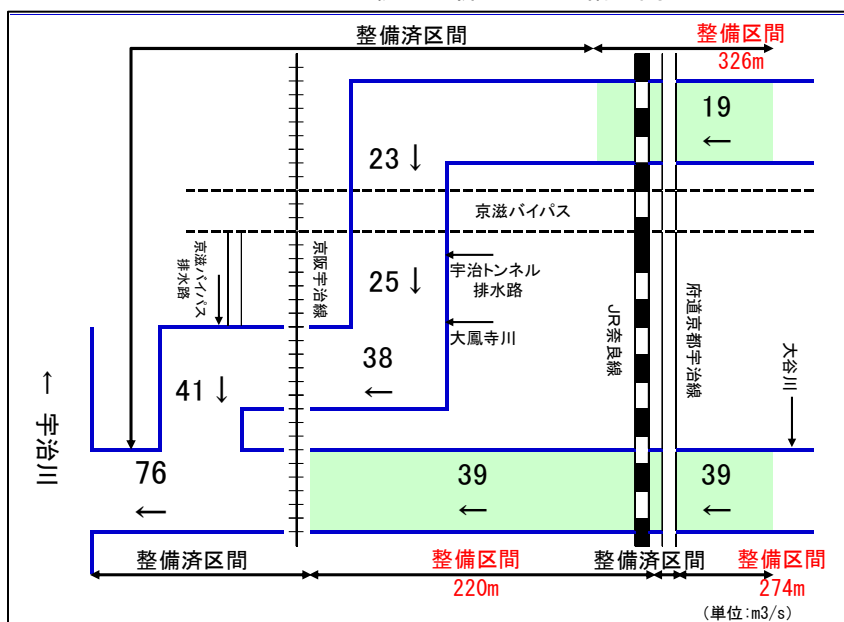 整備済区間
整備区間
326m
19
←
23 ↓
京滋バイパス
京滋バイパス
排水路
京阪宇治線
宇治トンネル
排水路
25 ↓
大鳳寺川
JR奈良線
府道京都宇治線
大谷川
38
←
41 ↓
← 宇治川
76
←
39
←
39
←
整備済区間
整備区間
220m
整備済区間
整備区間
274m
(単位:m3/s)